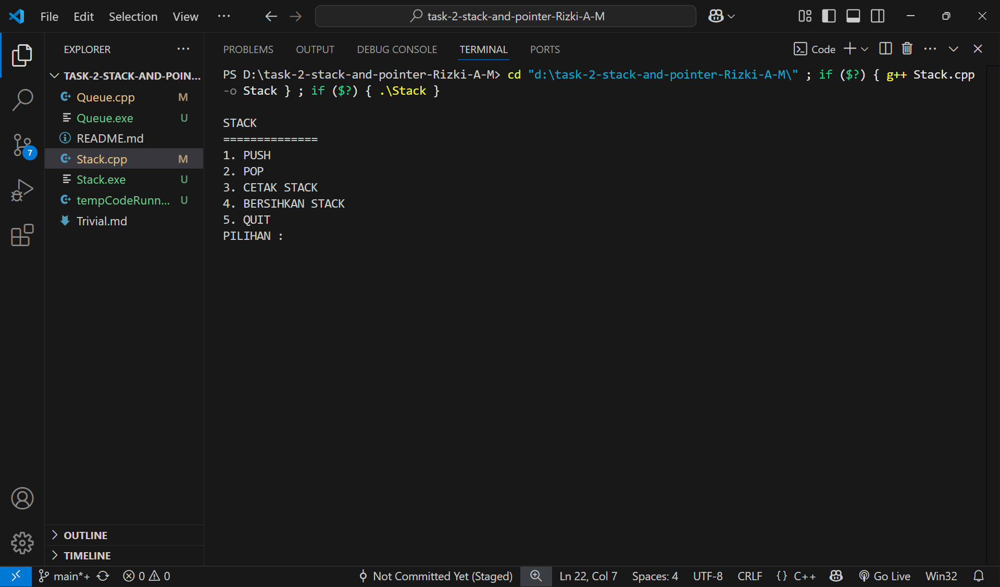 File Edit Selection View ...
task-2-stack-and-pointer-Rizki-A-M
EXPLORER
TASK-2-STACK-AND-POIN...
Queue.cpp M
Queue.exe U
README.md
Stack.cpp M
Stack.exe U
tempCodeRunn... U
Trivial.md
OUTLINE
TIMELINE
7
PROBLEMS OUTPUT DEBUG CONSOLE TERMINAL PORTS
Code
PS D:\task-2-stack-and-pointer-Rizki-A-M> cd "d:\task-2-stack-and-pointer-Rizki-A-M\" ; if ($?) { g++ Stack.cpp
-o Stack } ; if ($?) { .\Stack }
STACK
==============
1. PUSH
2. POP
3. CETAK STACK
4. BERSIHKAN STACK
5. QUIT
PILIHAN :
main*+ 0 0 Not Committed Yet (Staged) Ln 22, Col 7 Spaces: 4 UTF-8 CRLF {} C++ Go Live Win32